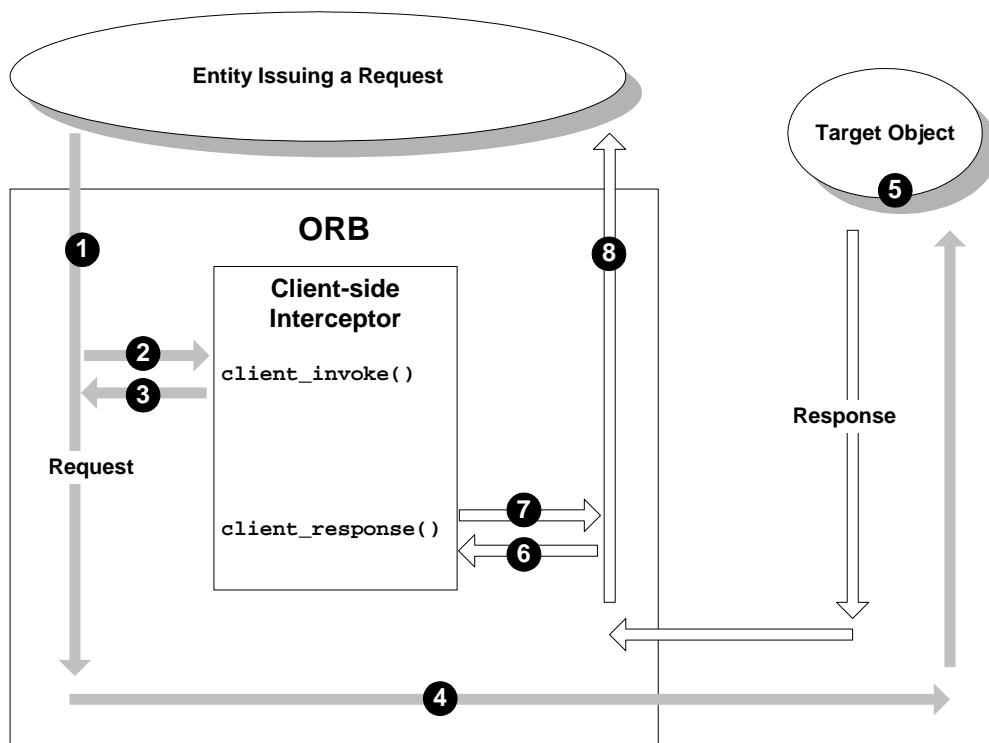 Entity Issuing a Request
Target Object
5
ORB
1
8
Client-side
Interceptor
2
client_invoke()
3
Response
Request
7
client_response()
6
4